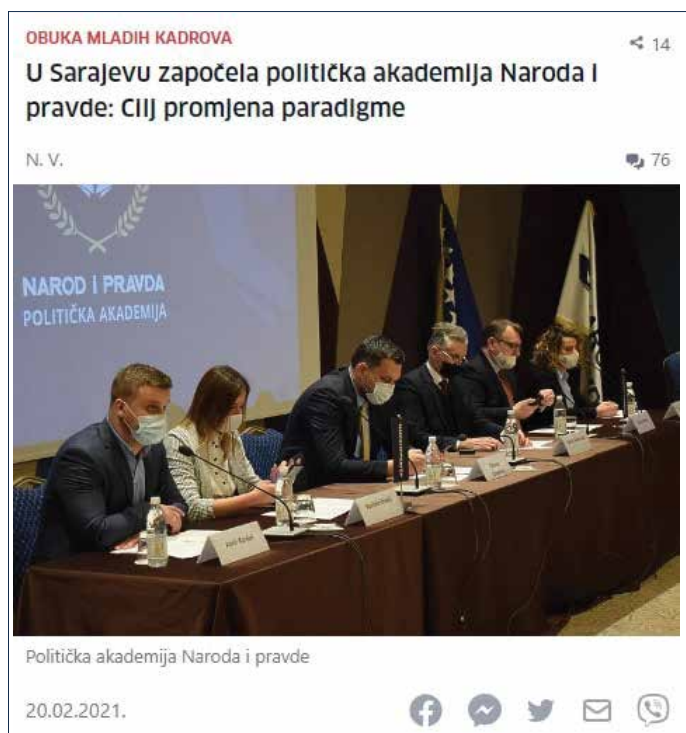 OBUKA MLADIH KADROVA
14
U Sarajevu započela politička akademija Naroda i
pravde: Cilj promjena paradigme
N. V.
76
NAROD I PRAVDA
POLITIČKA AKADEMIJA
Politička akademija Naroda i pravde
20.02.2021.